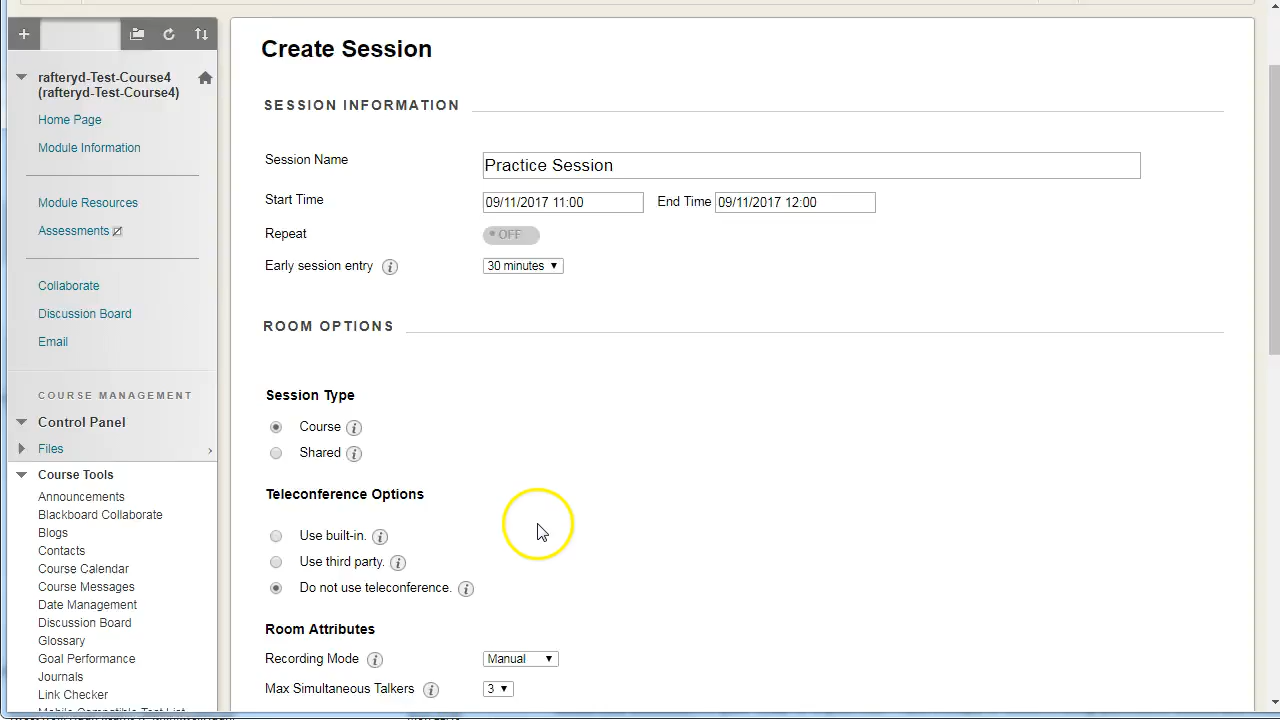 rafteryd-Test-Course4
(rafteryd-Test-Course4)
Home Page
Module Information
Module Resources
Assessments
Collaborate
Discussion Board
Email
COURSE MANAGEMENT
Control Panel
Files
Course Tools
Announcements
Blackboard Collaborate
Blogs
Contacts
Course Calendar
Course Messages
Date Management
Discussion Board
Glossary
Goal Performance
Journals
Link Checker
Mobile Compatible Test List
Create Session
SESSION INFORMATION
Session Name Practice Session
Start Time 09/11/2017 11:00 End Time 09/11/2017 12:00
Repeat OFF
Early session entry 30 minutes
ROOM OPTIONS
Session Type
Course
Shared
Teleconference Options
Use built-in.
Use third party.
Do not use teleconference.
Room Attributes
Recording Mode Manual
Max Simultaneous Talkers 3